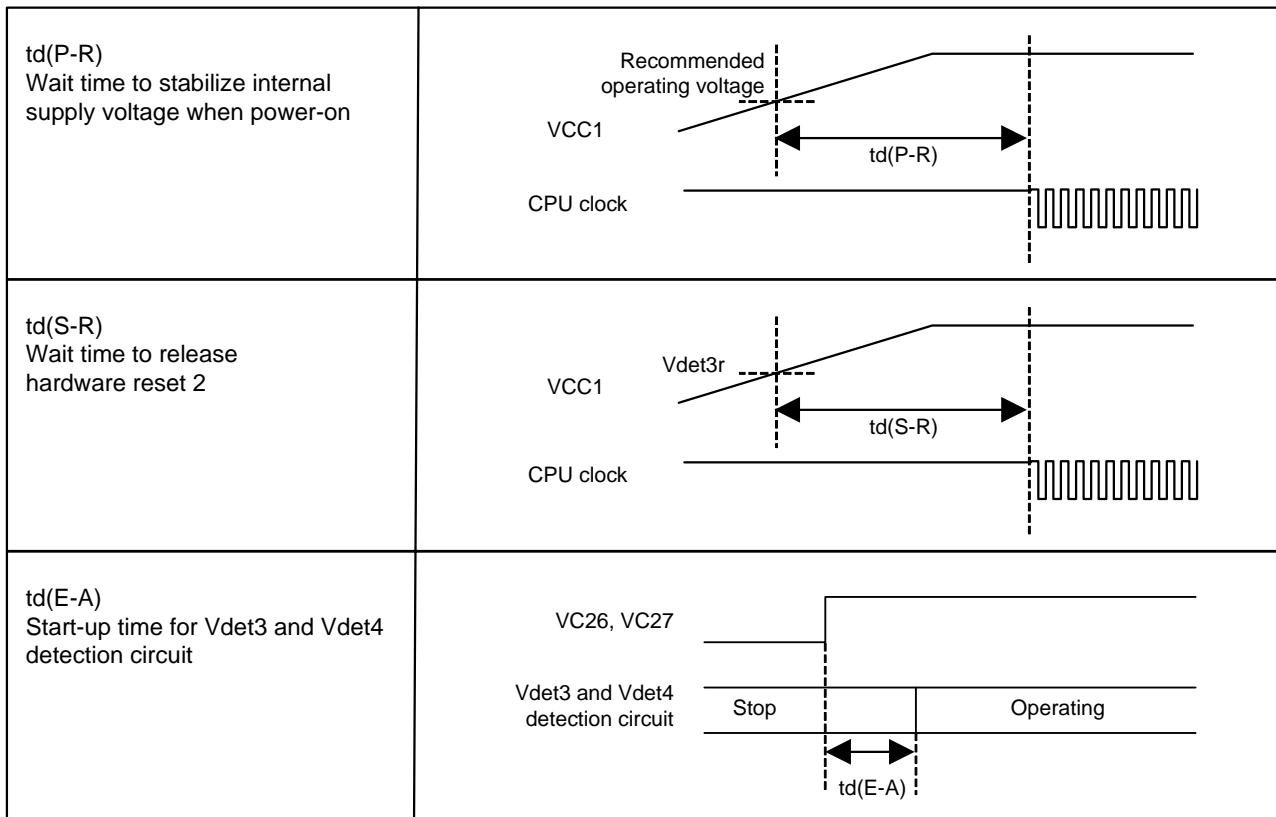 td(P-R)
Wait time to stabilize internal
supply voltage when power-on
Recommended
operating voltage
VCC1
td(P-R)
CPU clock
td(S-R)
Wait time to release
hardware reset 2
Vdet3r
VCC1
td(S-R)
CPU clock
td(E-A)
Start-up time for Vdet3 and Vdet4
detection circuit
VC26, VC27
Vdet3 and Vdet4
detection circuit
Stop
Operating
td(E-A)